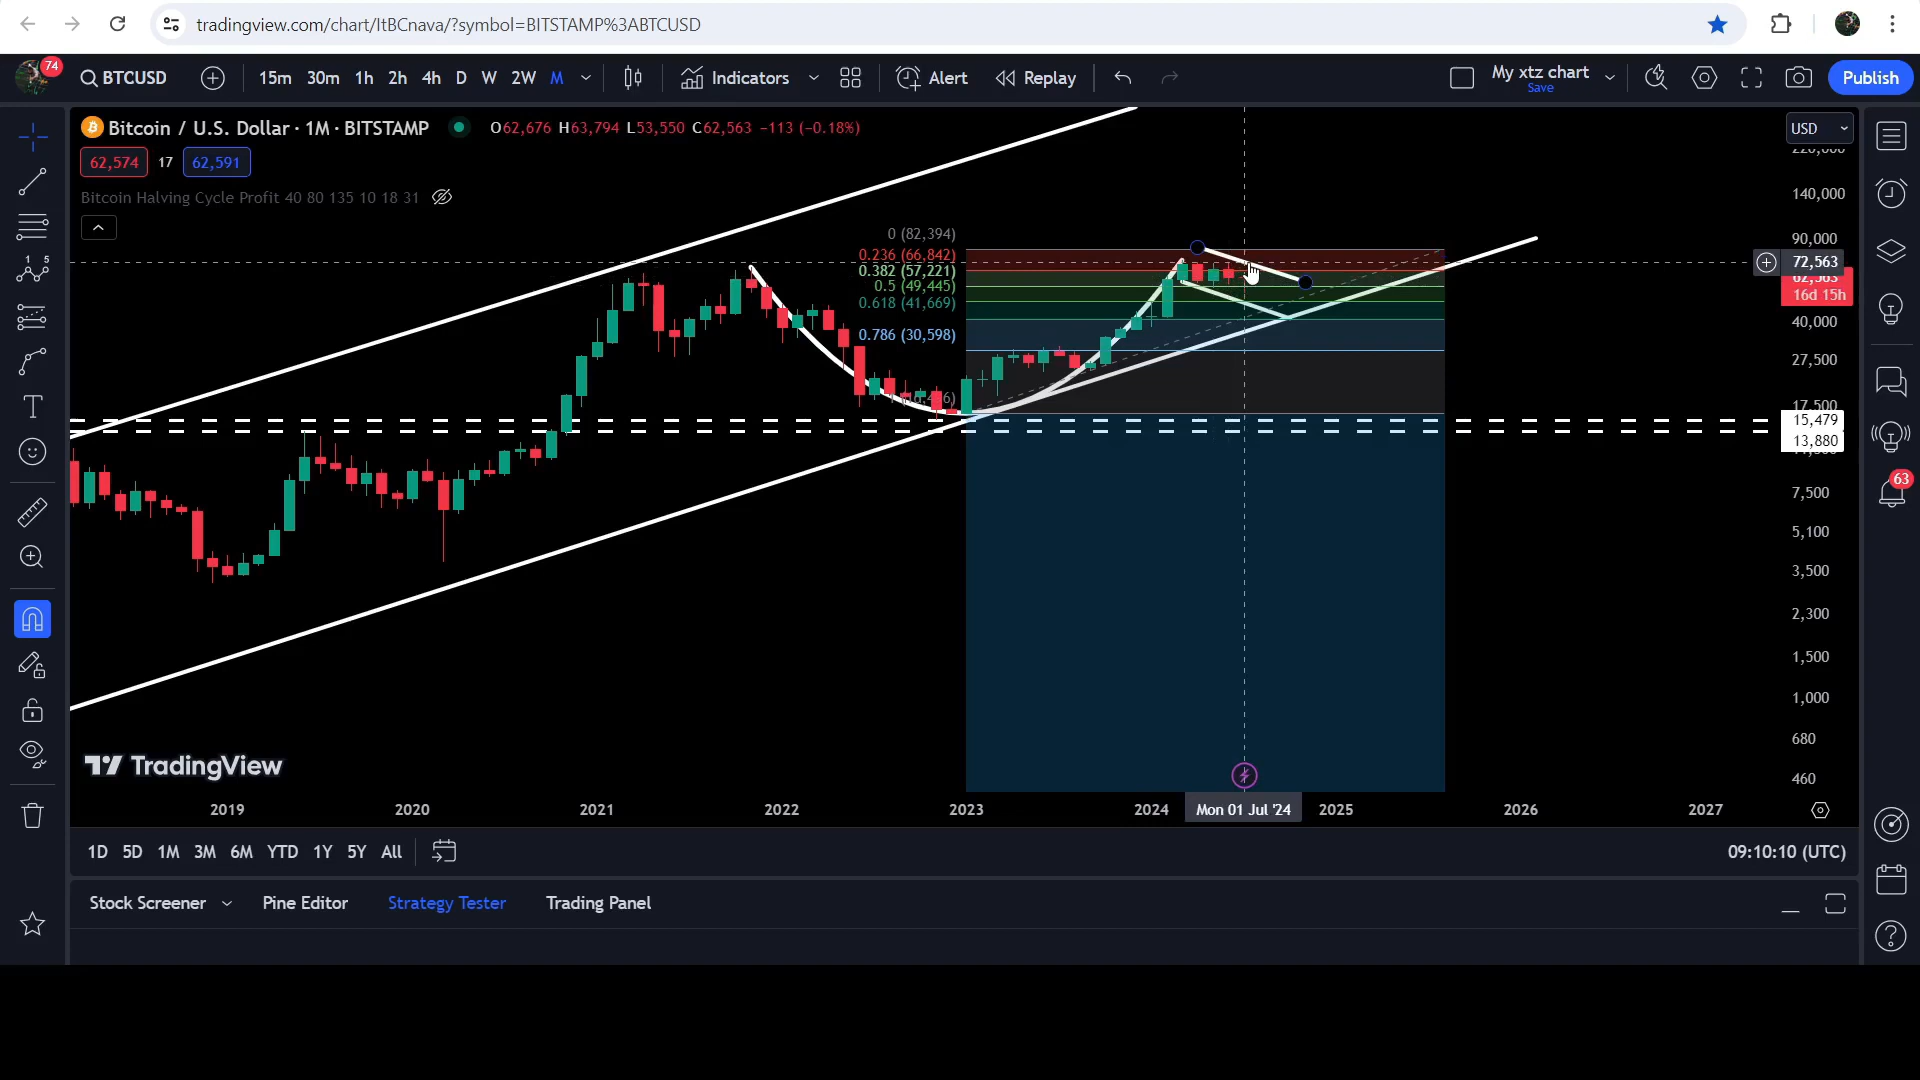 tradingview.com/chart/ItBCnava/?symbol=BITSTAMP%3ABTCUSD
74
BTCUSD 15m 30m 1h 2h 4h D W 2W M Indicators Alert Replay My xtz chart Save Publish
Bitcoin / U.S. Dollar · 1M · BITSTAMP O62,676 H63,794 L53,550 C62,563 −113 (−0.18%)
USD
62,574 17 62,591
Bitcoin Halving Cycle Profit 40 80 135 10 18 31
140,000
0 (82,394)
90,000
0.236 (66,842)
72,563
0.382 (57,221)
62,563
0.5 (49,445)
16d 15h
0.618 (41,669)
40,000
0.786 (30,598)
27,500
17,500
15,479
13,880
63
7,500
5,100
3,500
2,300
1,500
1,000
680
460
TradingView
2019 2020 2021 2022 2023 2024 Mon 01 Jul '24 2025 2026 2027
1D 5D 1M 3M 6M YTD 1Y 5Y All 09:10:10 (UTC)
Stock Screener Pine Editor Strategy Tester Trading Panel